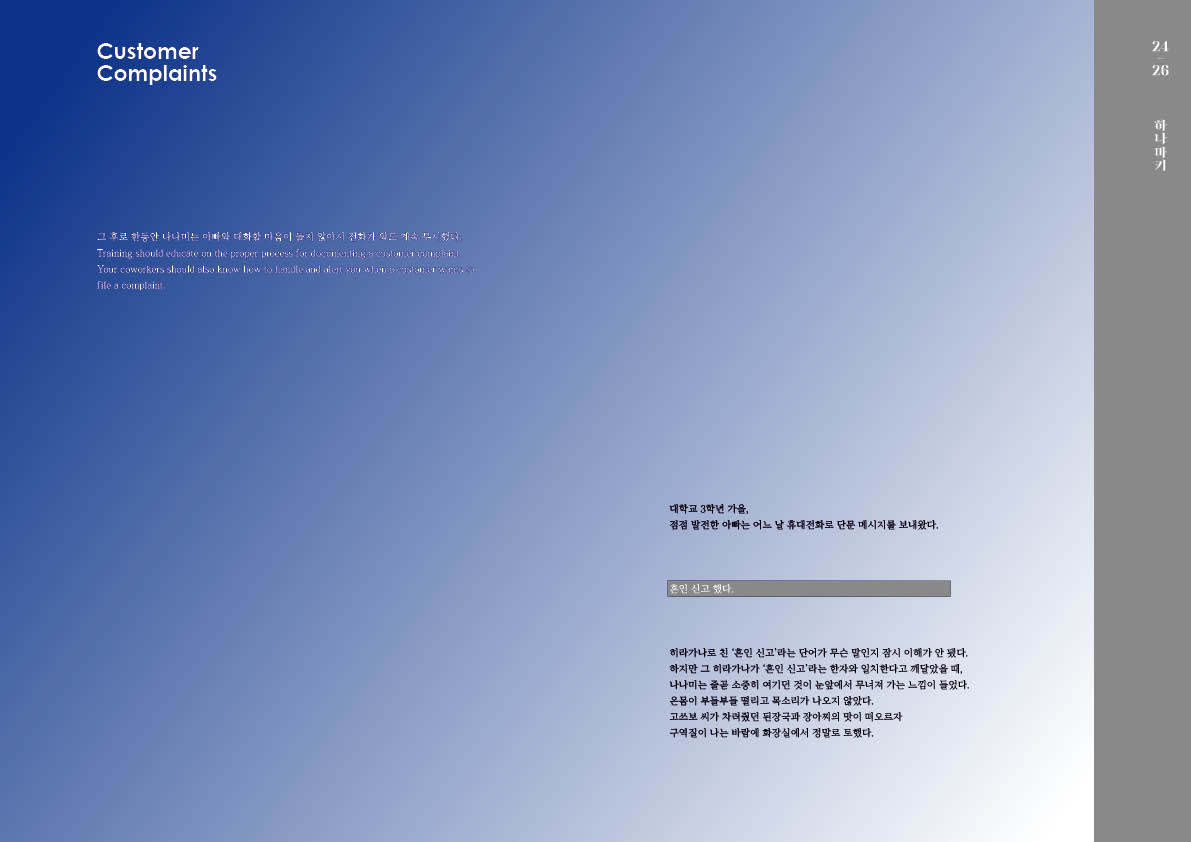 Customer
Complaints
그 후로 한동안 나나미는 아빠와 대화할 마음이 들지 않아서 전화가 와도 계속 무시했다.
Training should educate on the proper process for documenting a customer complaint.
Your coworkers should also know how to handle and alert you when a customer wants to
file a complaint.
대학교 3학년 가을,
점점 발전한 아빠는 어느 날 휴대전화로 단문 메시지를 보내왔다.
혼인 신고 했다.
히라가나로 친 ‘혼인 신고’라는 단어가 무슨 말인지 잠시 이해가 안 됐다.
하지만 그 히라가나가 ‘혼인 신고’라는 한자와 일치한다고 깨달았을 때,
나나미는 줄곧 소중히 여기던 것이 눈앞에서 무너져 가는 느낌이 들었다.
온몸이 부들부들 떨리고 목소리가 나오지 않았다.
고쓰보 씨가 차려줬던 된장국과 장아찌의 맛이 떠오르자
구역질이 나는 바람에 화장실에서 정말로 토했다.
24
–
26
하나마키